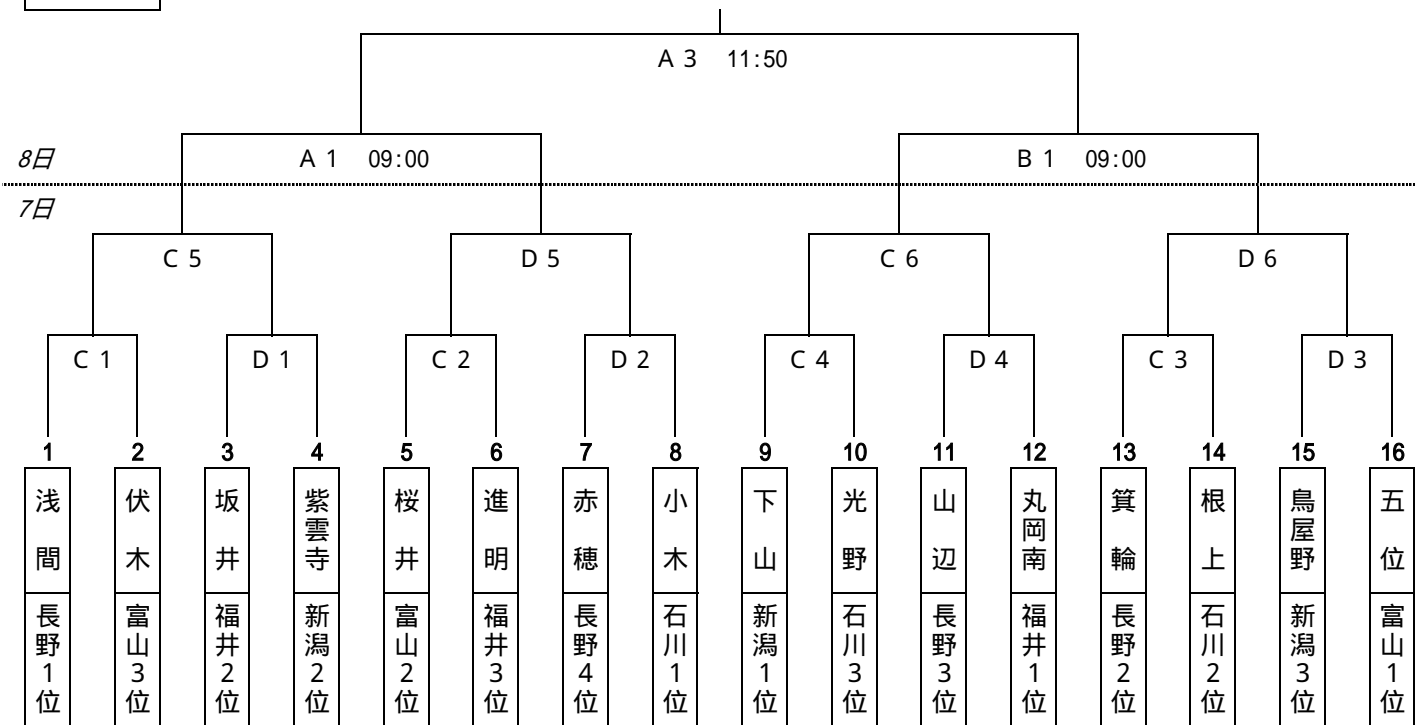 A 3 11:50
8日
A 1 09:00
B 1 09:00
7日
C 5
D 5
C 6
D 6
C 1
D 1
C 2
D 2
C 4
D 4
C 3
D 3
1
2
3
4
5
6
7
8
9
10
11
12
13
14
15
16
浅間
伏木
坂井
紫雲寺
桜井
進明
赤穂
小木
下山
光野
山辺
丸岡南
箕輪
根上
鳥屋野
五位
長野1位
富山3位
福井2位
新潟2位
富山2位
福井3位
長野4位
石川1位
新潟1位
石川3位
長野3位
福井1位
長野2位
石川2位
新潟3位
富山1位